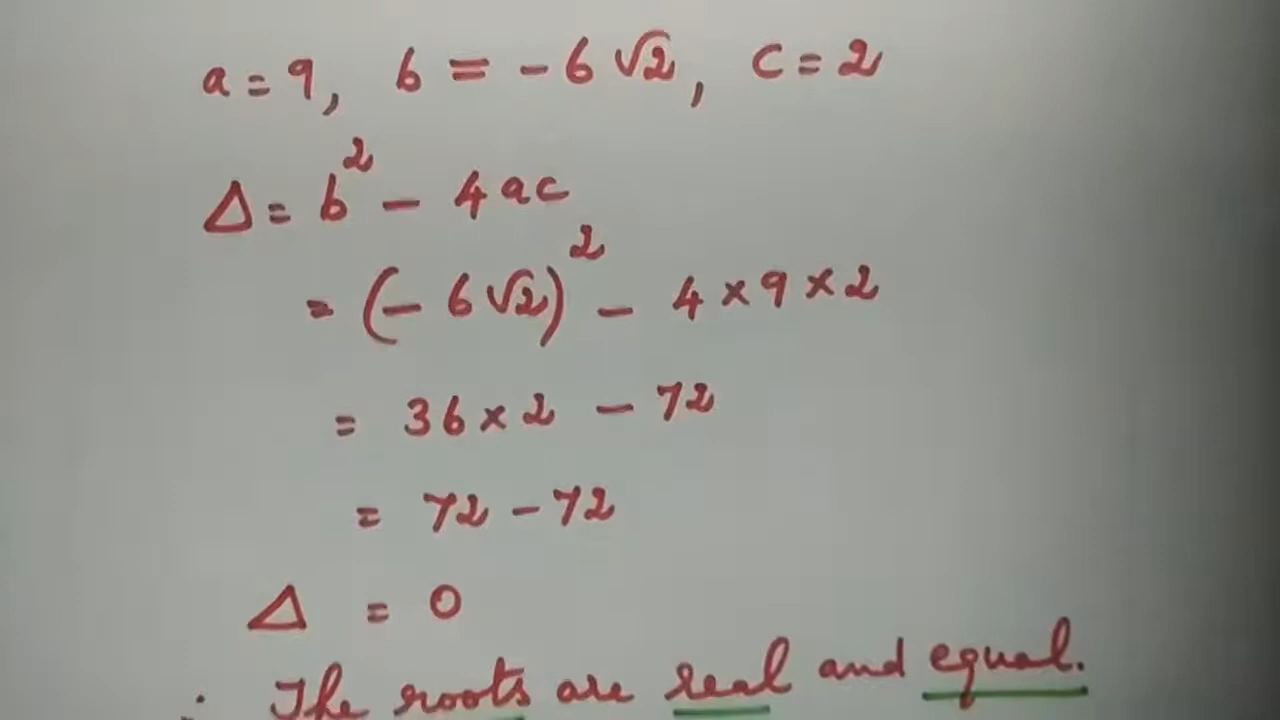 a = 9, b = -6√2, c = 2
Δ = b² - 4ac
= (-6√2)² - 4×9×2
= 36×2 - 72
= 72 - 72
Δ = 0
∴ The roots are real and equal.